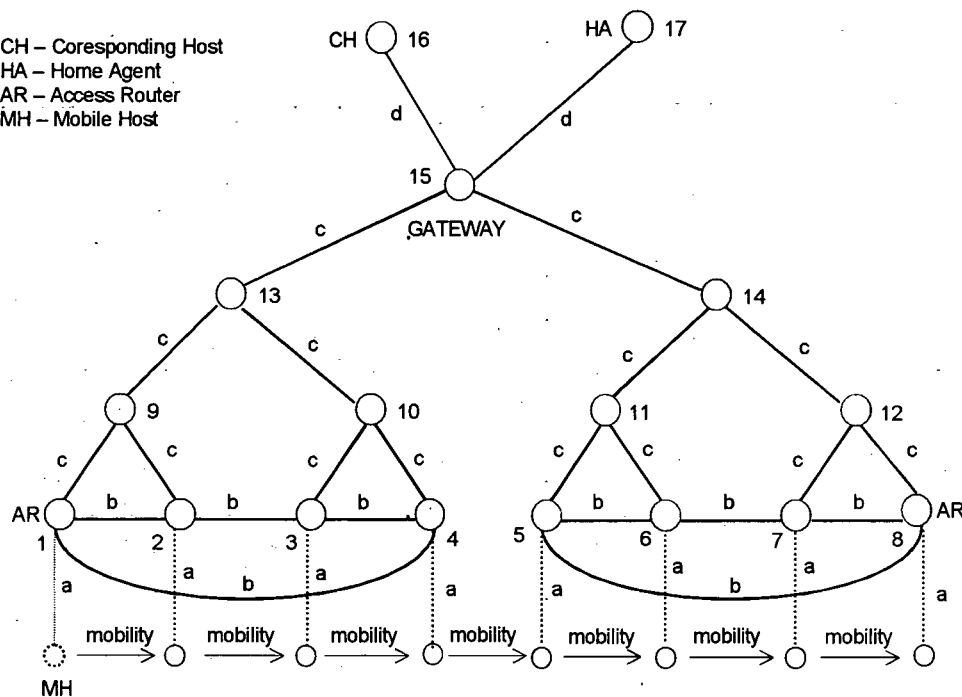 CH – Coresponding Host
HA – Home Agent
AR – Access Router
MH – Mobile Host
CH 16
HA 17
d d
15
GATEWAY
c c
13 14
c c c c
9 10 11 12
c c c c c c c c
AR b b b b b b AR
1 2 3 4 5 6 7 8
a a a a a a a a
b b
mobility mobility mobility mobility mobility mobility mobility
MH